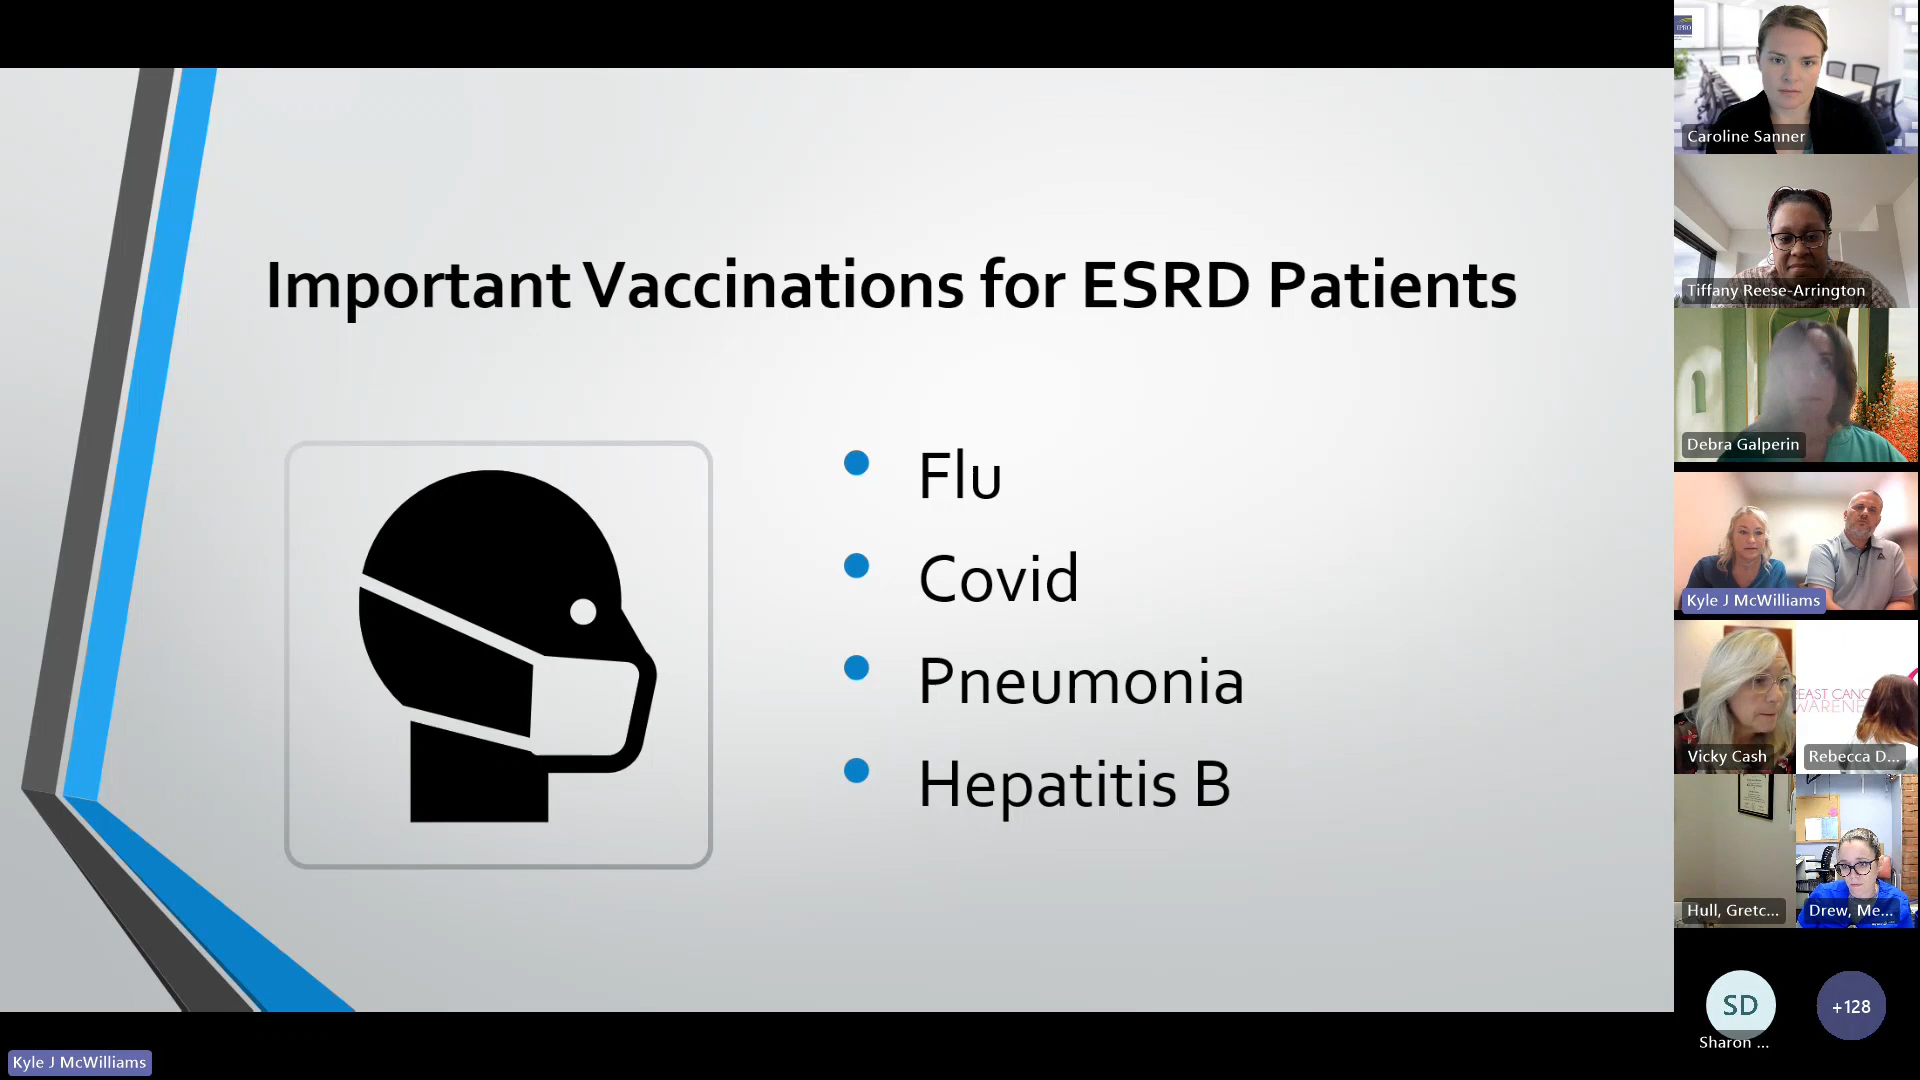 Important Vaccinations for ESRD Patients
Flu
Covid
Pneumonia
Hepatitis B
Kyle J McWilliams
IPRO
Caroline Sanner
Tiffany Reese-Arrington
Debra Galperin
Kyle J McWilliams
Vicky Cash
Rebecca D...
Hull, Gretc...
Drew, Me...
SD
Sharon ...
+128